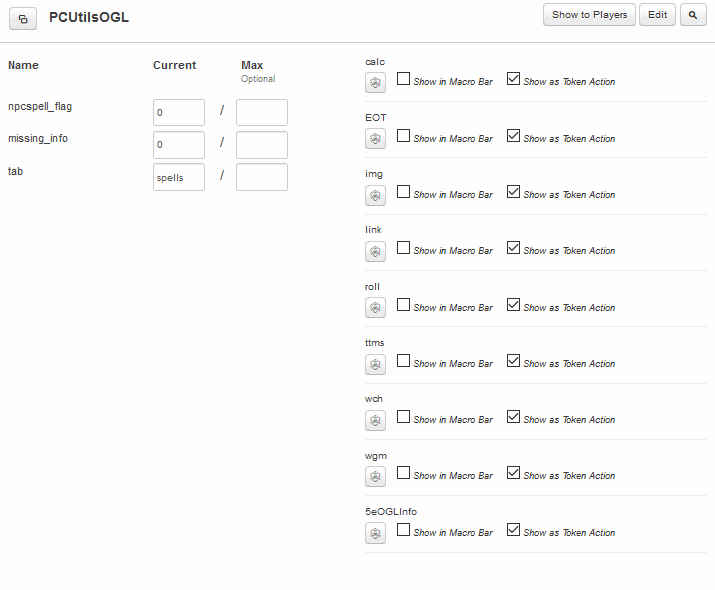 PCUtilsOGL
Show to Players Edit
Name Current Max
Optional
npcspell_flag 0 /
missing_info 0 /
tab spells /
calc
Show in Macro Bar Show as Token Action
EOT
Show in Macro Bar Show as Token Action
img
Show in Macro Bar Show as Token Action
link
Show in Macro Bar Show as Token Action
roll
Show in Macro Bar Show as Token Action
ttms
Show in Macro Bar Show as Token Action
wch
Show in Macro Bar Show as Token Action
wgm
Show in Macro Bar Show as Token Action
5eOGLInfo
Show in Macro Bar Show as Token Action